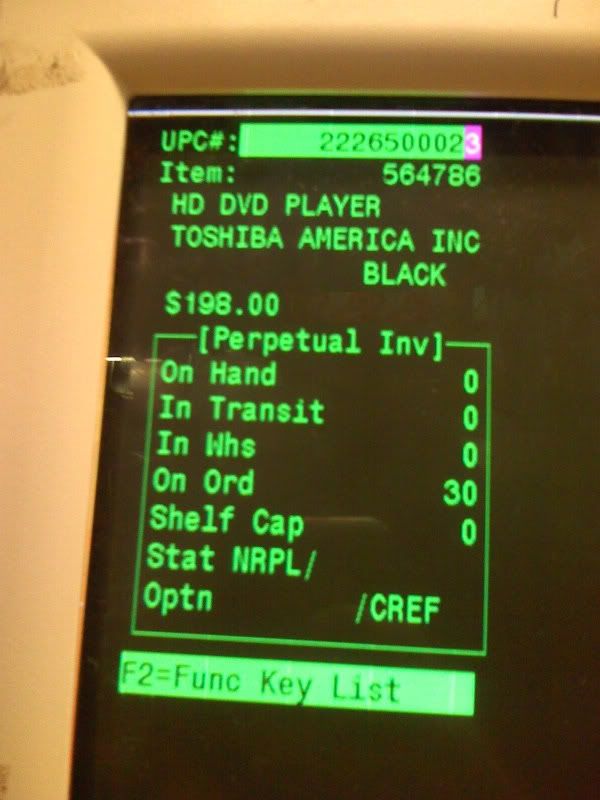 UPC#: 2226500023
Item: 564786
HD DVD PLAYER
TOSHIBA AMERICA INC
BLACK
$198.00
[Perpetual Inv]
On Hand 0
In Transit 0
In Whs 0
On Ord 30
Shelf Cap 0
Stat NRPL/
Optn /CREF
F2=Func Key List